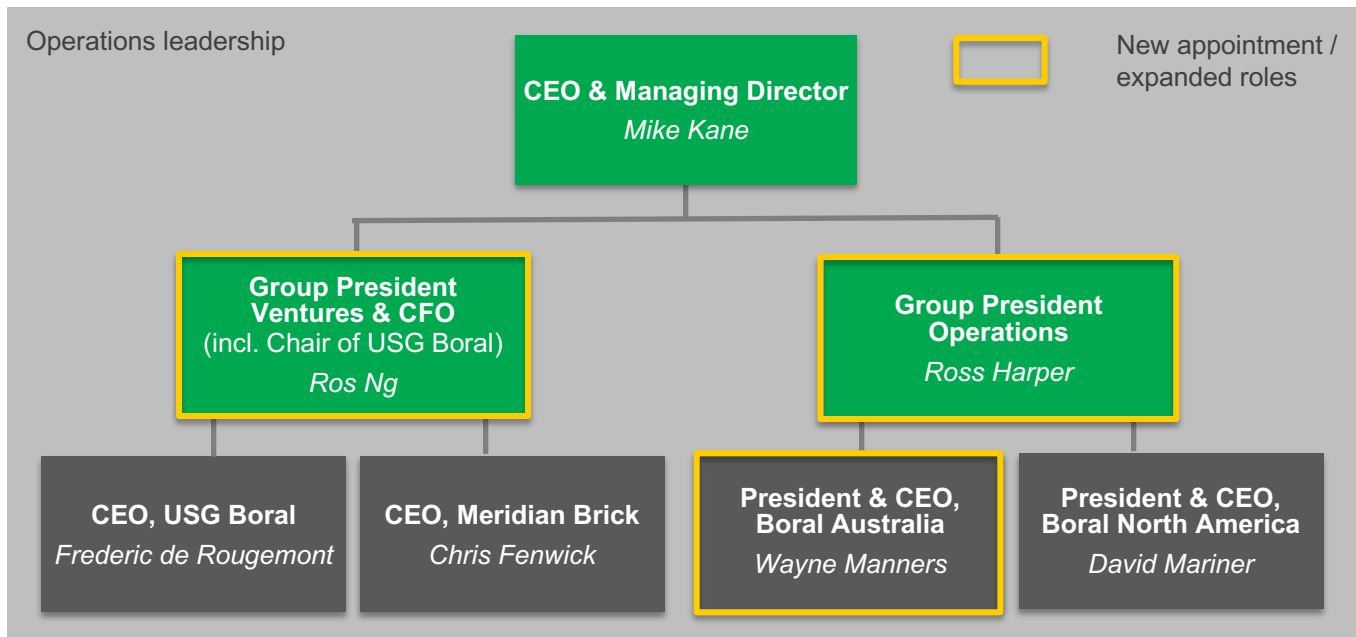 Operations leadership
New appointment /
expanded roles
CEO & Managing Director
Mike Kane
Group President
Ventures & CFO
(incl. Chair of USG Boral)
Ros Ng
Group President
Operations
Ross Harper
CEO, USG Boral
Frederic de Rougemont
CEO, Meridian Brick
Chris Fenwick
President & CEO,
Boral Australia
Wayne Manners
President & CEO,
Boral North America
David Mariner